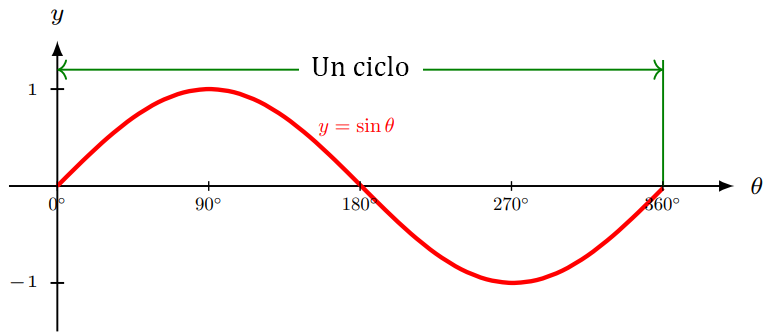 y
Un ciclo
1
y = sin θ
θ
0° 90° 180° 270° 360°
−1